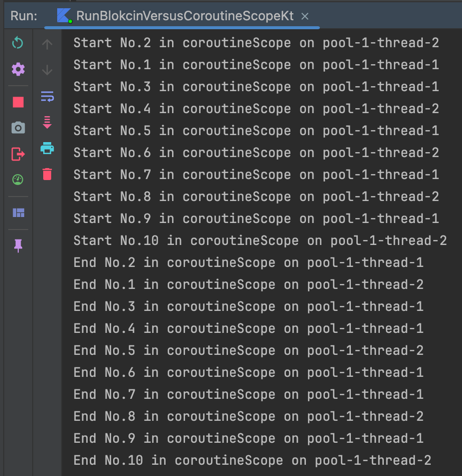 Run: RunBlokcinVersusCoroutineScopeKt
Start No.2 in coroutineScope on pool-1-thread-2
Start No.1 in coroutineScope on pool-1-thread-1
Start No.3 in coroutineScope on pool-1-thread-1
Start No.4 in coroutineScope on pool-1-thread-2
Start No.5 in coroutineScope on pool-1-thread-1
Start No.6 in coroutineScope on pool-1-thread-2
Start No.7 in coroutineScope on pool-1-thread-1
Start No.8 in coroutineScope on pool-1-thread-2
Start No.9 in coroutineScope on pool-1-thread-1
Start No.10 in coroutineScope on pool-1-thread-2
End No.2 in coroutineScope on pool-1-thread-1
End No.1 in coroutineScope on pool-1-thread-2
End No.3 in coroutineScope on pool-1-thread-1
End No.4 in coroutineScope on pool-1-thread-1
End No.5 in coroutineScope on pool-1-thread-2
End No.6 in coroutineScope on pool-1-thread-1
End No.7 in coroutineScope on pool-1-thread-1
End No.8 in coroutineScope on pool-1-thread-2
End No.9 in coroutineScope on pool-1-thread-1
End No.10 in coroutineScope on pool-1-thread-2